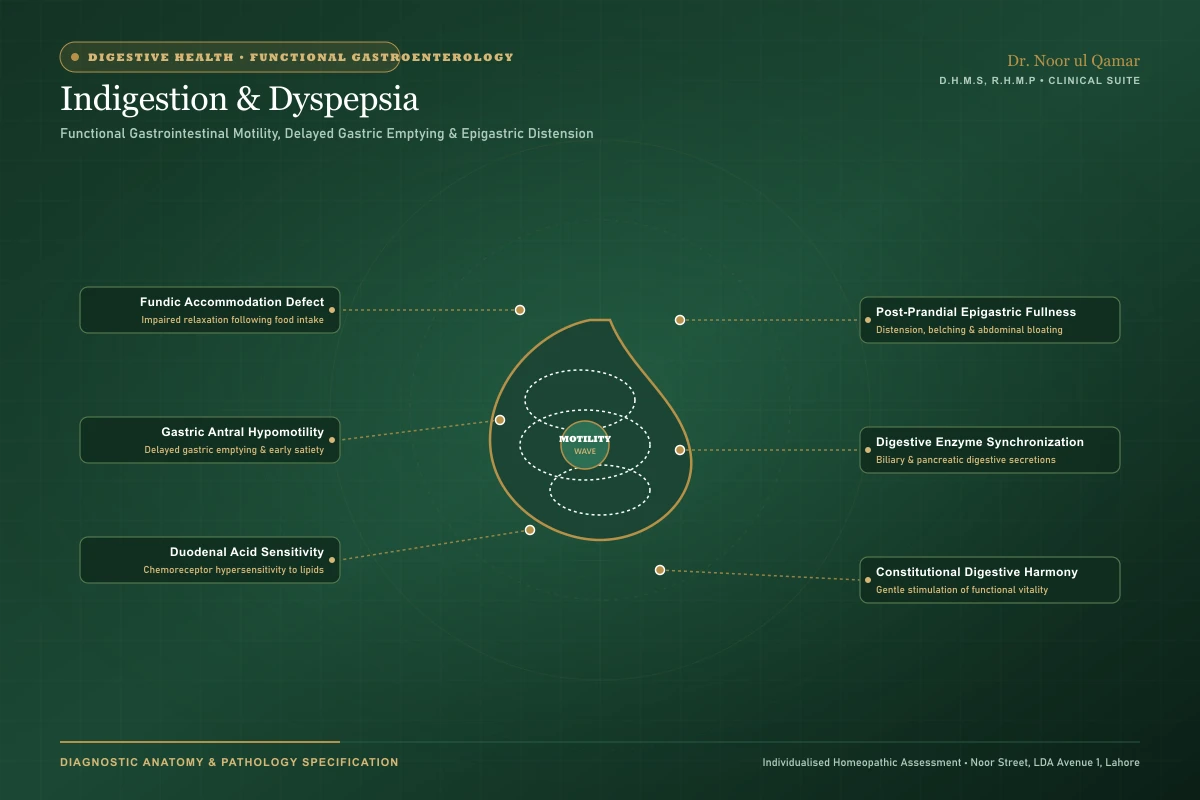 DIGESTIVE HEALTH • FUNCTIONAL GASTROENTEROLOGY
Indigestion & Dyspepsia
Functional Gastrointestinal Motility, Delayed Gastric Emptying & Epigastric Distension
Dr. Noor ul Qamar
D.H.M.S, R.H.M.P • CLINICAL SUITE
Fundic Accommodation Defect
Impaired relaxation following food intake
Gastric Antral Hypomotility
Delayed gastric emptying & early satiety
Duodenal Acid Sensitivity
Chemoreceptor hypersensitivity to lipids
MOTILITY
WAVE
Post-Prandial Epigastric Fullness
Distension, belching & abdominal bloating
Digestive Enzyme Synchronization
Biliary & pancreatic digestive secretions
Constitutional Digestive Harmony
Gentle stimulation of functional vitality
DIAGNOSTIC ANATOMY & PATHOLOGY SPECIFICATION
Individualised Homeopathic Assessment • Noor Street, LDA Avenue 1, Lahore